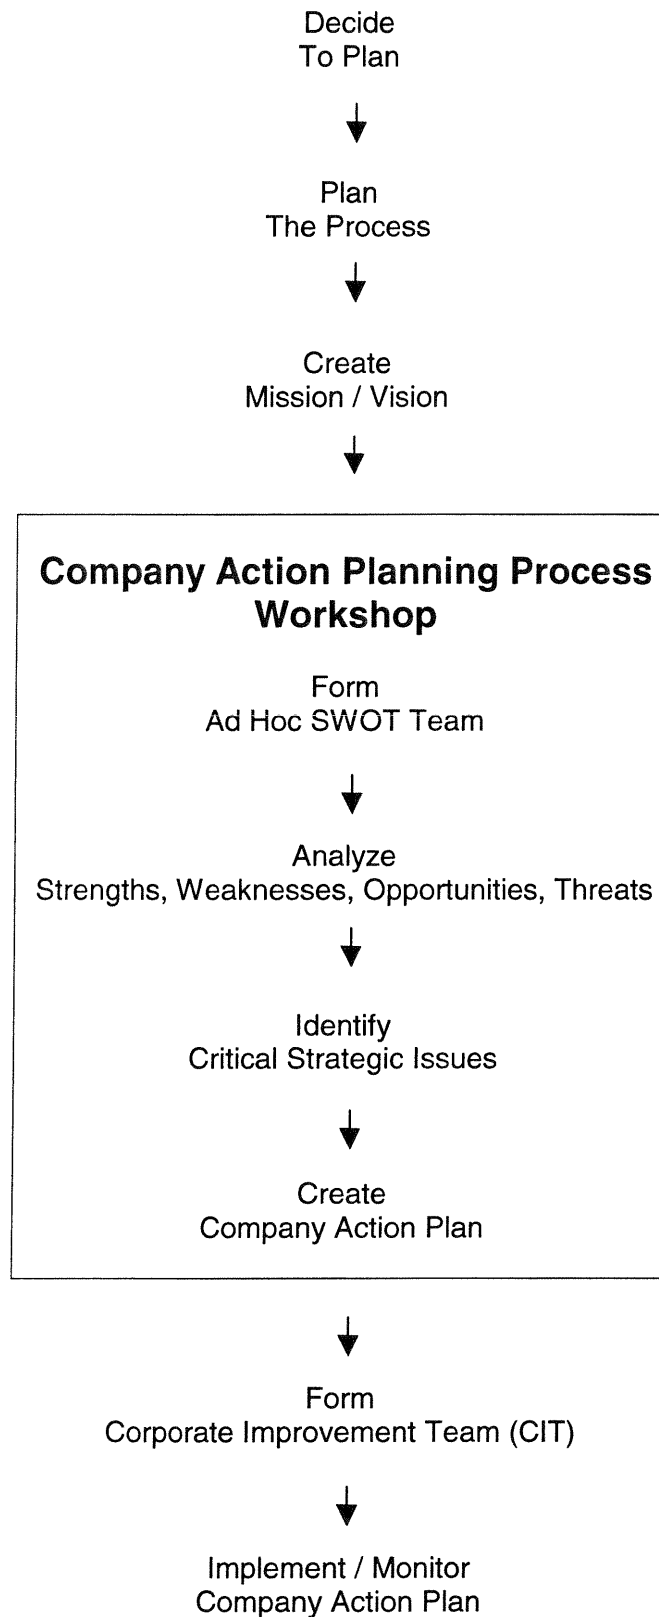 Decide
To Plan
Plan
The Process
Create
Mission / Vision
Company Action Planning Process
Workshop
Form
Ad Hoc SWOT Team
Analyze
Strengths, Weaknesses, Opportunities, Threats
Identify
Critical Strategic Issues
Create
Company Action Plan
Form
Corporate Improvement Team (CIT)
Implement / Monitor
Company Action Plan